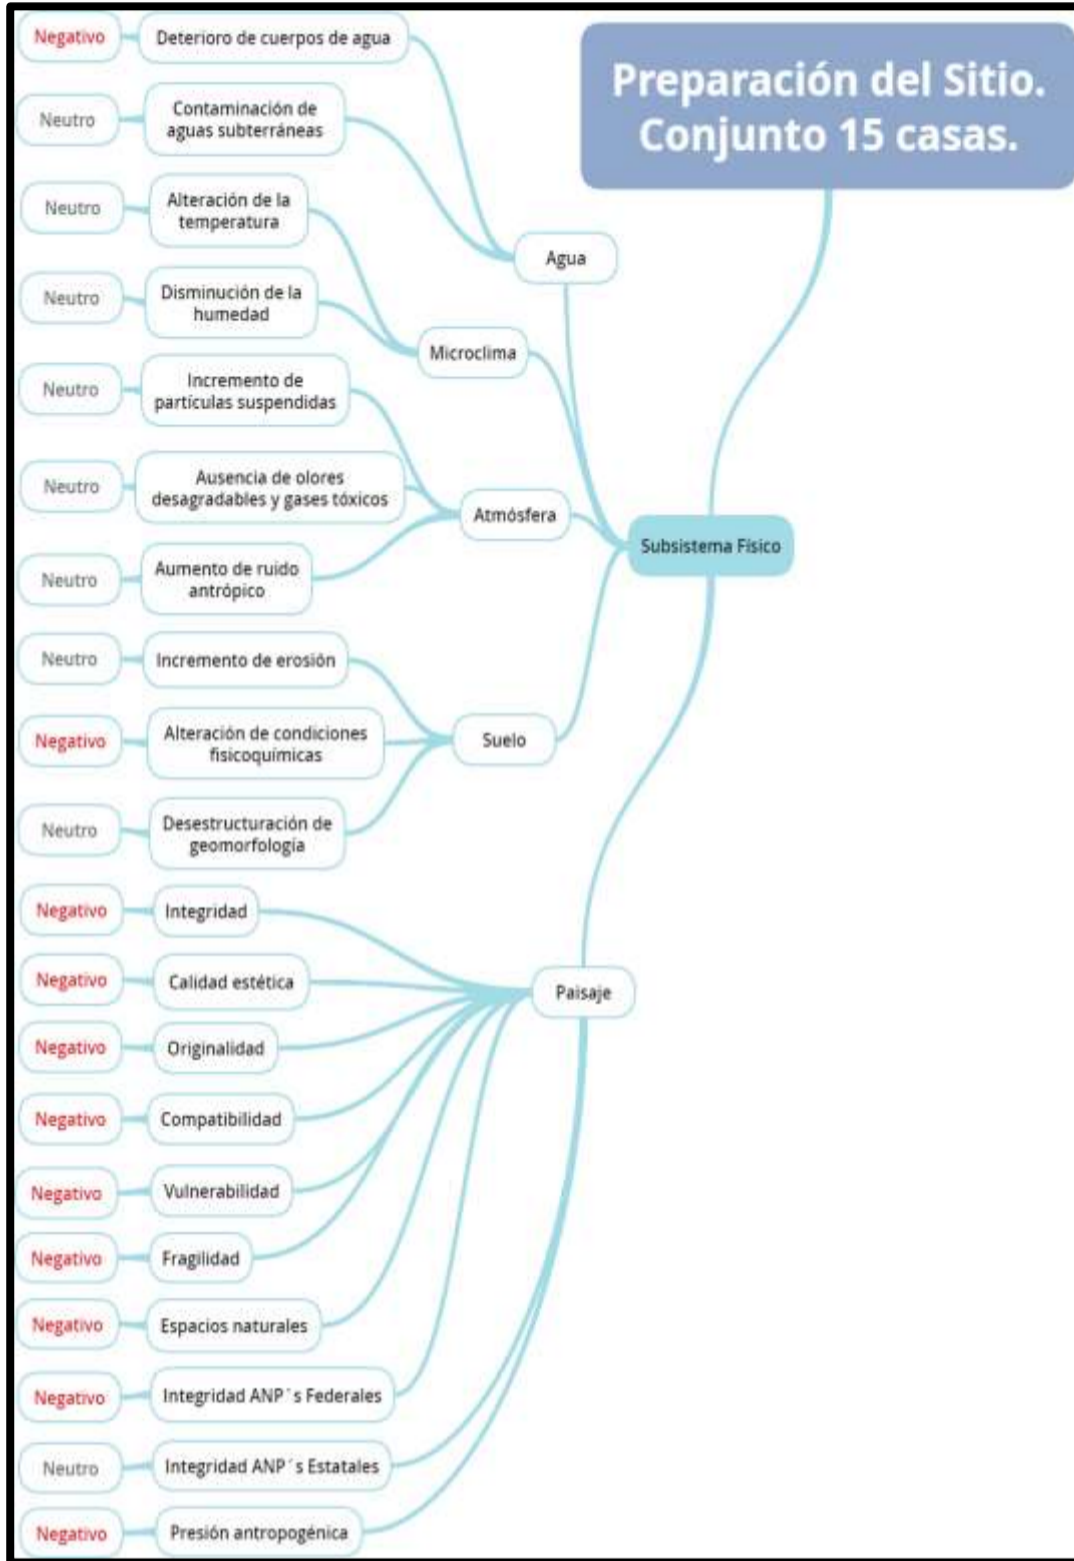 Preparación del Sitio.
Conjunto 15 casas.
Negativo
Deterioro de cuerpos de agua
Neutro
Contaminación de
aguas subterráneas
Neutro
Alteración de la
temperatura
Agua
Neutro
Disminución de la
humedad
Microclima
Neutro
Incremento de
partículas suspendidas
Neutro
Ausencia de olores
desagradables y gases tóxicos
Atmósfera
Subsistema Físico
Neutro
Aumento de ruido
antrópico
Neutro
Incremento de erosión
Negativo
Alteración de condiciones
fisicoquímicas
Suelo
Neutro
Desestructuración de
geomorfología
Negativo
Integridad
Negativo
Calidad estética
Paisaje
Negativo
Originalidad
Negativo
Compatibilidad
Negativo
Vulnerabilidad
Negativo
Fragilidad
Negativo
Espacios naturales
Negativo
Integridad ANP´s Federales
Neutro
Integridad ANP´s Estatales
Negativo
Presión antropogénica